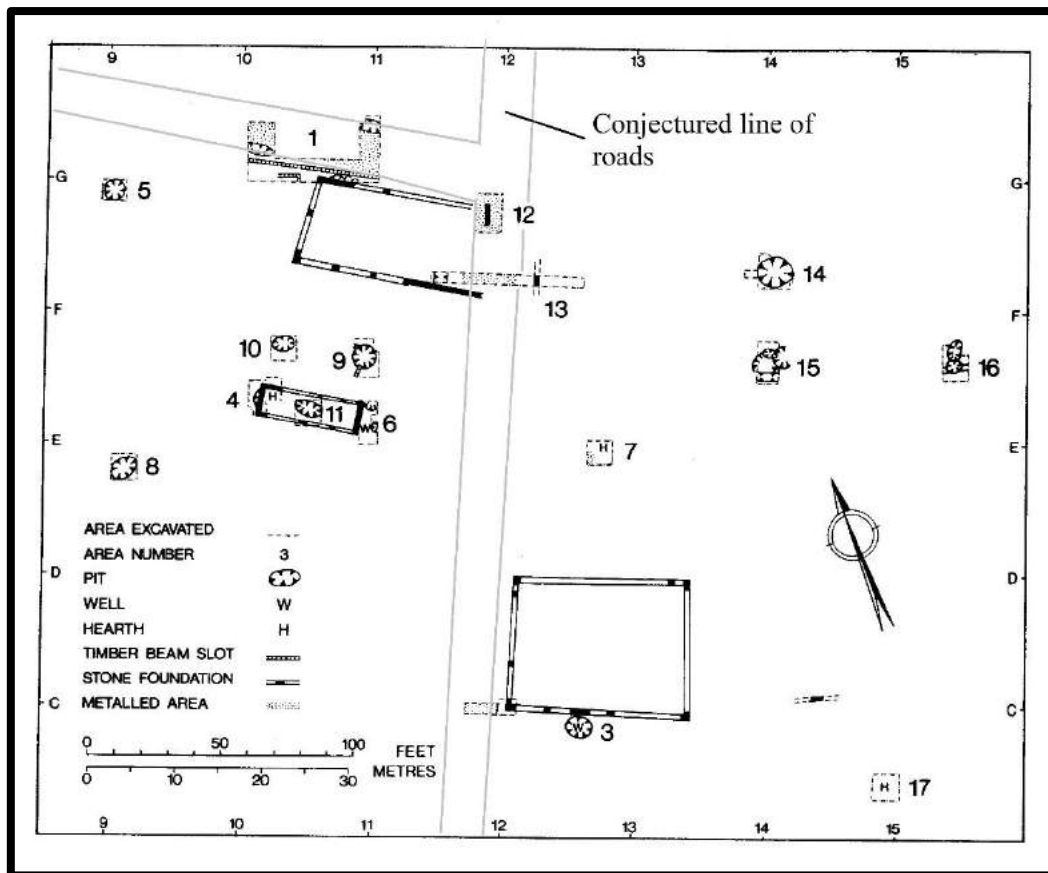 9 10 11 12 13 14 15
Conjectured line of
roads
1
G G
5
12
14
13
F F
10
9
15
16
4 H 11
6
W
E E
H 7
8
AREA EXCAVATED
AREA NUMBER 3
D D
PIT
WELL W
HEARTH H
TIMBER BEAM SLOT
STONE FOUNDATION
C C
METALLED AREA
W 3
0 50 100
FEET
METRES
0 10 20 30
H 17
9 10 11 12 13 14 15